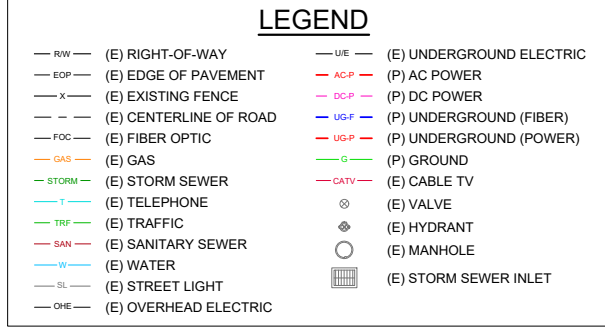 LEGEND
R/W (E) RIGHT-OF-WAY
EOP (E) EDGE OF PAVEMENT
X (E) EXISTING FENCE
(E) CENTERLINE OF ROAD
FOC (E) FIBER OPTIC
GAS (E) GAS
STORM (E) STORM SEWER
T (E) TELEPHONE
TRF (E) TRAFFIC
SAN (E) SANITARY SEWER
W (E) WATER
SL (E) STREET LIGHT
OHE (E) OVERHEAD ELECTRIC
U/E (E) UNDERGROUND ELECTRIC
AC-P (P) AC POWER
DC-P (P) DC POWER
UG-F (P) UNDERGROUND (FIBER)
UG-P (P) UNDERGROUND (POWER)
G (P) GROUND
CATV (E) CABLE TV
(E) VALVE
(E) HYDRANT
(E) MANHOLE
(E) STORM SEWER INLET